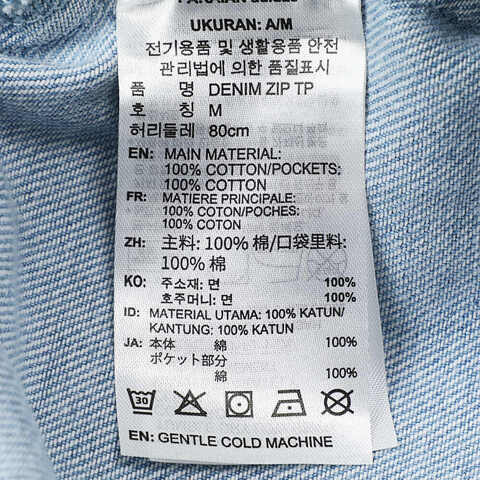 UKURAN: A/M
전기용품 및 생활용품 안전
관리법에 의한 품질표시
품 명 DENIM ZIP TP
호 칭 M
허리둘레 80cm
EN: MAIN MATERIAL:
100% COTTON/POCKETS:
100% COTTON
FR: MATIERE PRINCIPALE:
100% COTON/POCHES:
100% COTON
ZH: 主料: 100% 棉/口袋里料:
100% 棉
KO: 주소재: 면 100%
호주머니: 면 100%
ID: MATERIAL UTAMA: 100% KATUN/
KANTUNG: 100% KATUN
JA: 本体 綿 100%
ポケット部分
綿 100%
30
EN: GENTLE COLD MACHINE